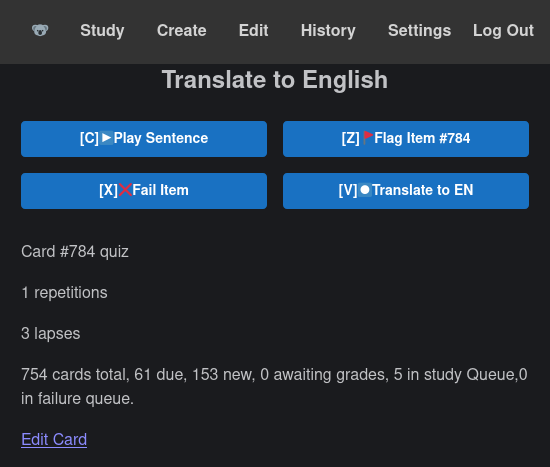 Study Create Edit History Settings Log Out
Translate to English
[C]▶Play Sentence [Z]🚩Flag Item #784
[X]❌Fail Item [V]⏺Translate to EN
Card #784 quiz
1 repetitions
3 lapses
754 cards total, 61 due, 153 new, 0 awaiting grades, 5 in study Queue,0
in failure queue.
Edit Card